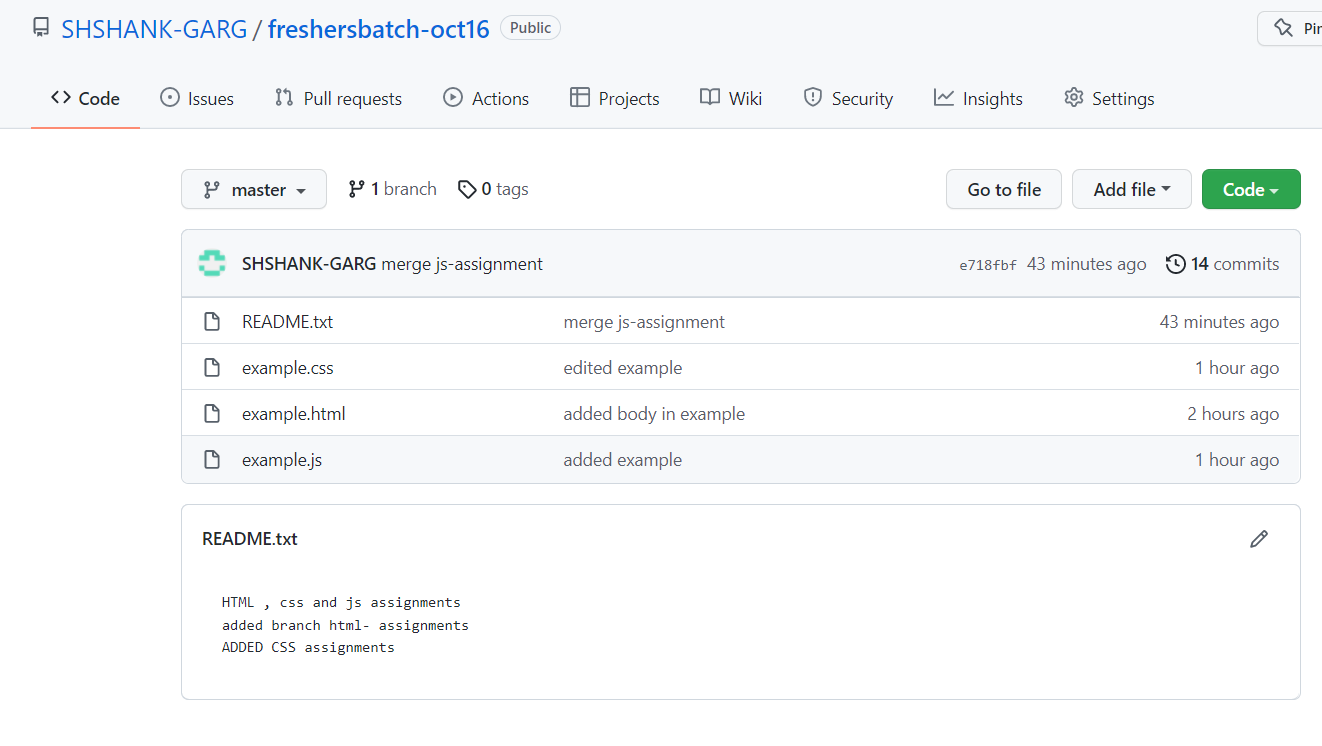 SHSHANK-GARG / freshersbatch-oct16 Public
Code Issues Pull requests Actions Projects Wiki Security Insights Settings
master 1 branch 0 tags Go to file Add file Code
SHSHANK-GARG merge js-assignment e718fbf 43 minutes ago 14 commits
README.txt merge js-assignment 43 minutes ago
example.css edited example 1 hour ago
example.html added body in example 2 hours ago
example.js added example 1 hour ago
README.txt
HTML , css and js assignments
added branch html- assignments
ADDED CSS assignments